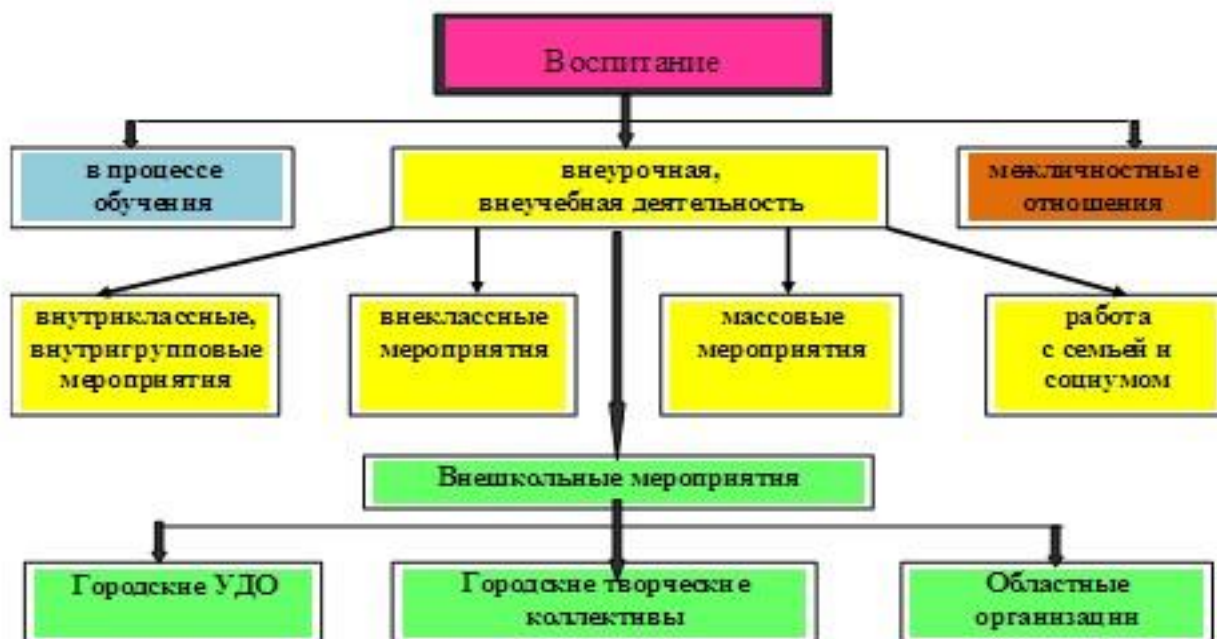 Воспитание
в процессе
обучения
внеурочная,
внеучебная деятельность
межличностные
отношения
внутриклассные,
внутригрупповые
мероприятия
внеклассные
мероприятия
массовые
мероприятия
работа
с семьей и
социумом
Внешкольные мероприятия
Городские УДО
Городские творческие
коллективы
Областные
организации